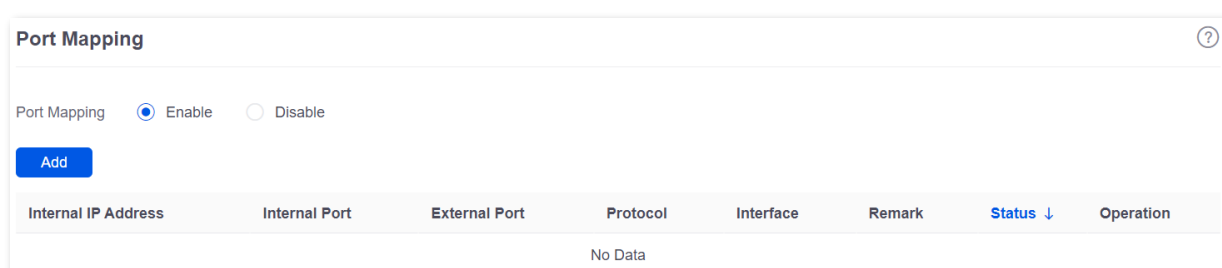 Port Mapping
Port Mapping Enable Disable
Add
Internal IP Address Internal Port External Port Protocol Interface Remark Status ↓ Operation
No Data